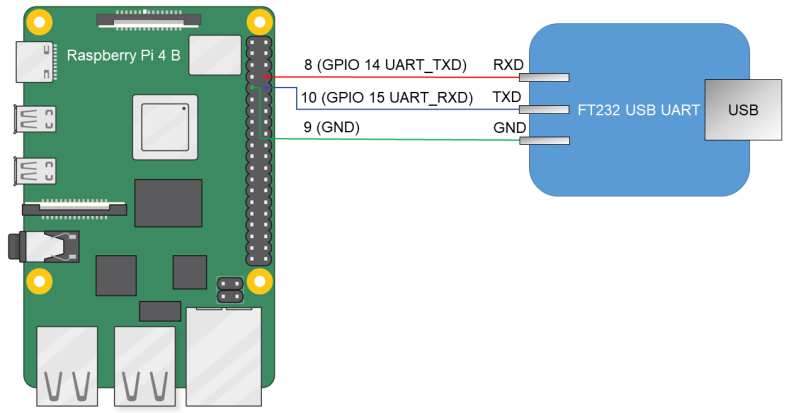 Raspberry Pi 4 B
8 (GPIO 14 UART_TXD) RXD
10 (GPIO 15 UART_RXD) TXD
9 (GND) GND
FT232 USB UART
USB